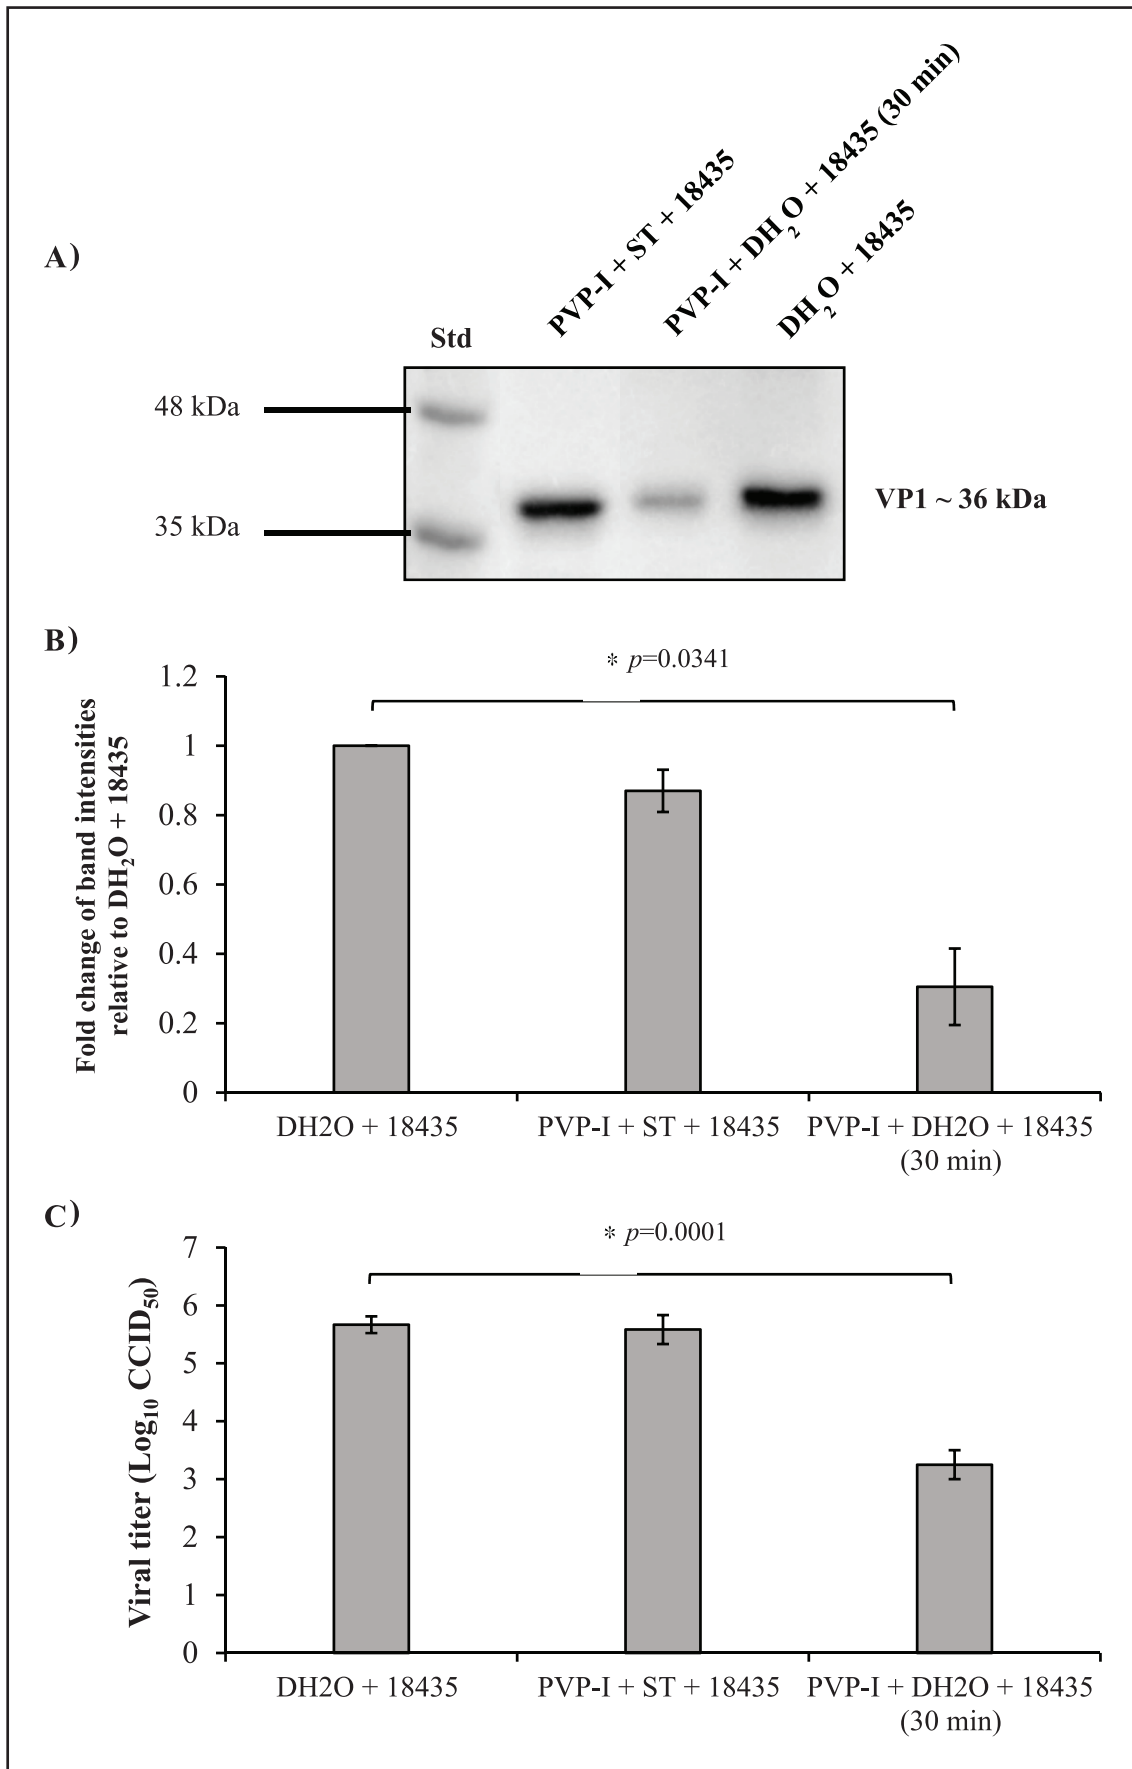 A)
PVP-I + ST + 18435
PVP-I + DH₂O + 18435 (30 min)
DH₂O + 18435
Std
48 kDa
35 kDa
VP1 ~ 36 kDa
B)
* p=0.0341
Fold change of band intensities
relative to DH₂O + 18435
1.2
1
0.8
0.6
0.4
0.2
0
DH2O + 18435
PVP-I + ST + 18435
PVP-I + DH2O + 18435
(30 min)
C)
* p=0.0001
Viral titer (Log₁₀ CCID₅₀)
7
6
5
4
3
2
1
0
DH2O + 18435
PVP-I + ST + 18435
PVP-I + DH2O + 18435
(30 min)